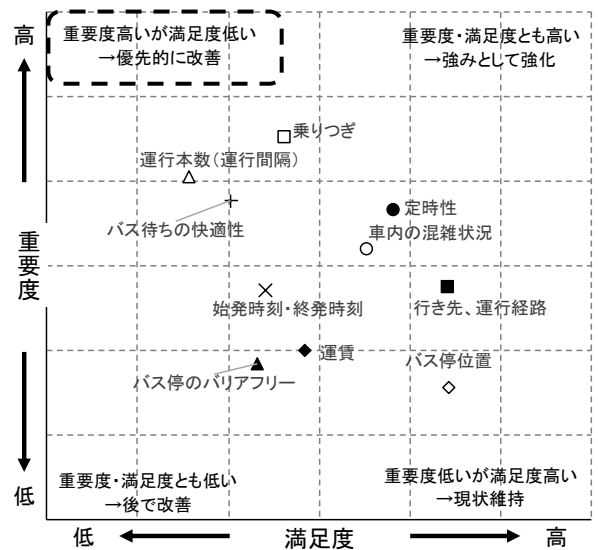 高
重要度高いが満足度低い
→優先的に改善
重要度・満足度とも高い
→強みとして強化
乗りつぎ
運行本数(運行間隔)
定時性
バス待ちの快適性
車内の混雑状況
重要度
始発時刻・終発時刻
行き先、運行経路
運賃
バス停位置
バス停のバリアフリー
重要度・満足度とも低い
→後で改善
重要度低いが満足度高い
→現状維持
低
低
満足度
高